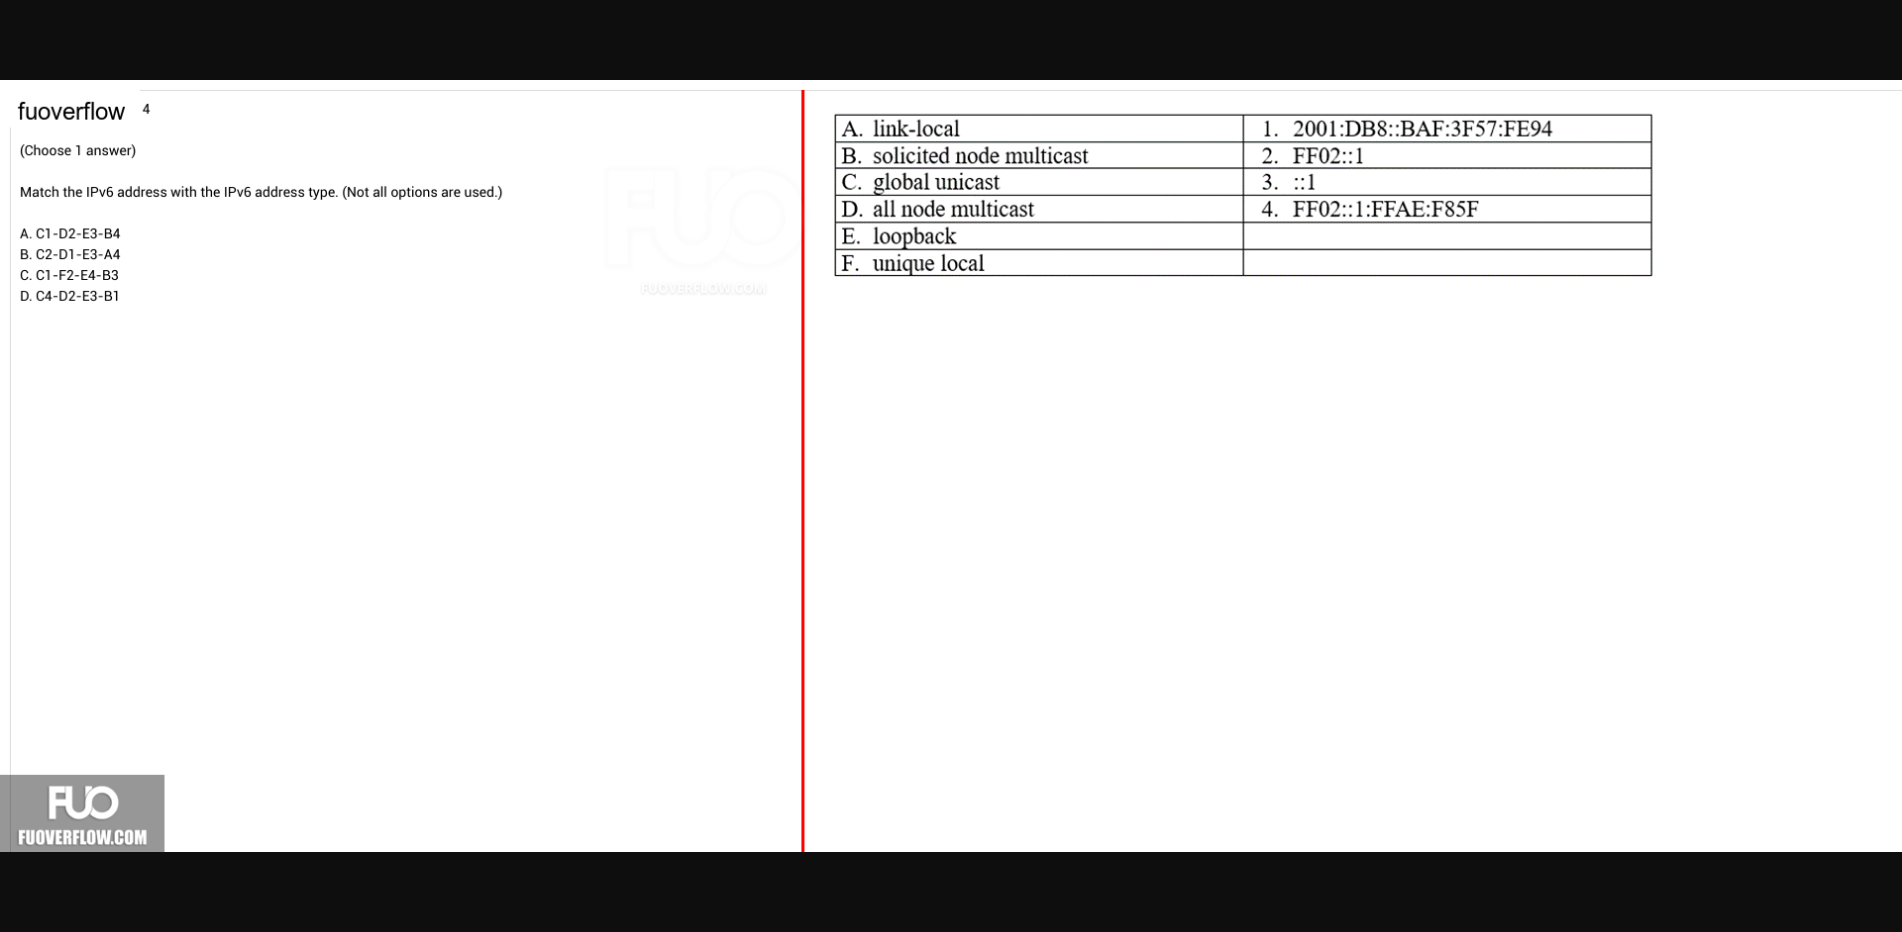 fuoverflow 4
(Choose 1 answer)
Match the IPv6 address with the IPv6 address type. (Not all options are used.)
A. C1-D2-E3-B4
B. C2-D1-E3-A4
C. C1-F2-E4-B3
D. C4-D2-E3-B1
FUO
FUOVERFLOW.COM
A. link-local 1. 2001:DB8::BAF:3F57:FE94
B. solicited node multicast 2. FF02::1
C. global unicast 3. ::1
D. all node multicast 4. FF02::1:FFAE:F85F
E. loopback
F. unique local
FUO
FUOVERFLOW.COM